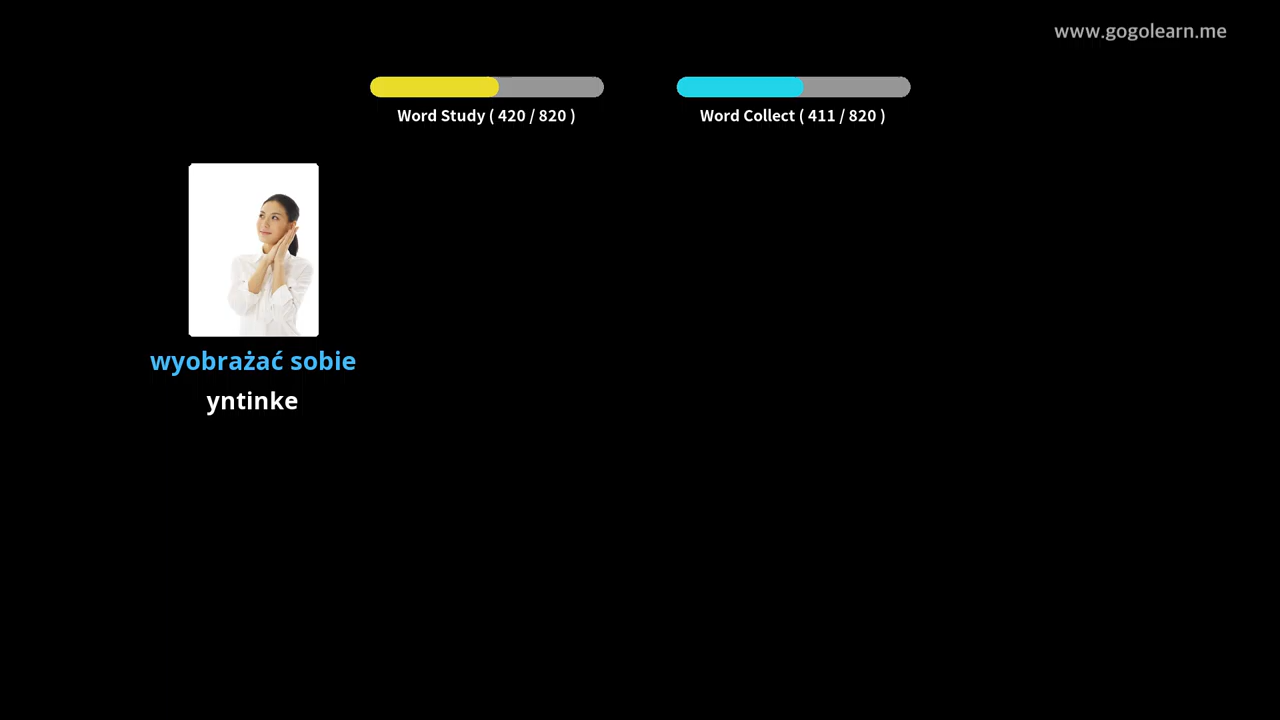 www.gogolearn.me
Word Study ( 420 / 820 )
Word Collect ( 411 / 820 )
wyobrażać sobie
yntinke